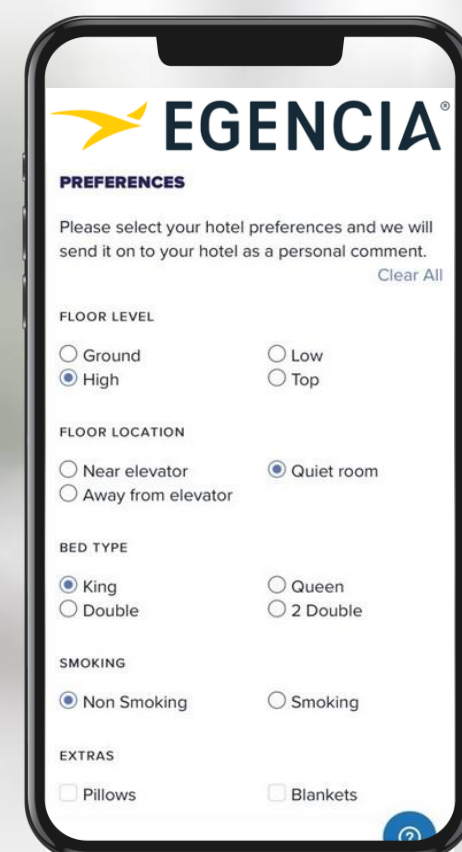 EGENCIA®
PREFERENCES
Please select your hotel preferences and we will
send it on to your hotel as a personal comment.
Clear All
FLOOR LEVEL
Ground Low
High Top
FLOOR LOCATION
Near elevator Quiet room
Away from elevator
BED TYPE
King Queen
Double 2 Double
SMOKING
Non Smoking Smoking
EXTRAS
Pillows Blankets
?